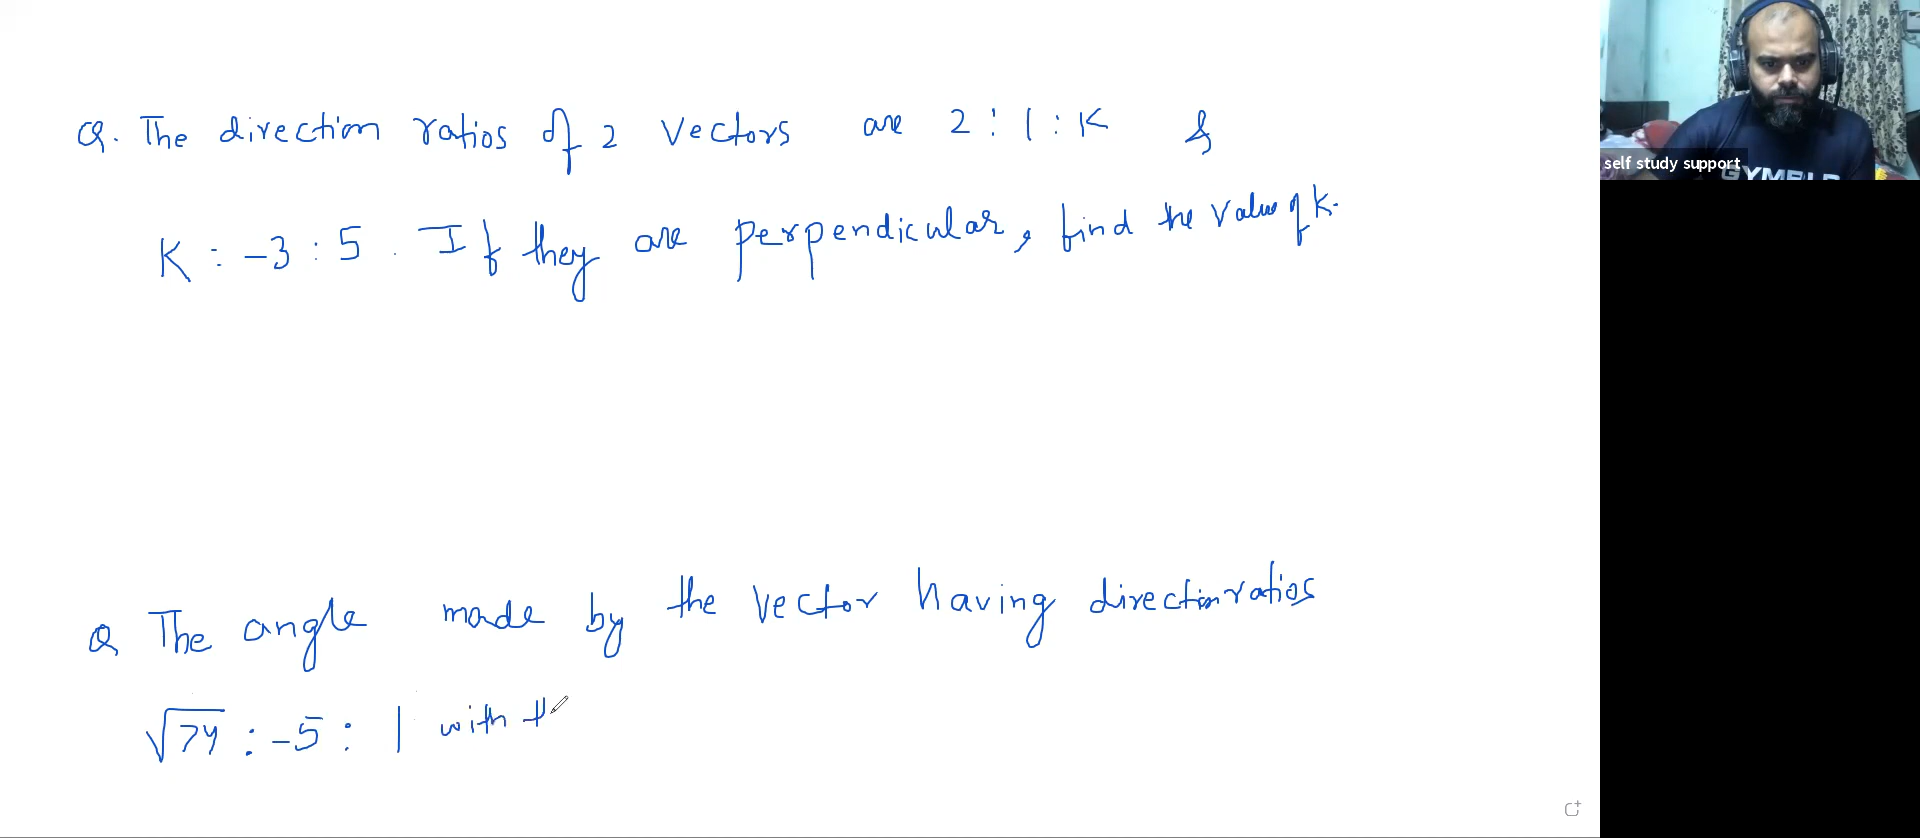 Q. The direction ratios of 2 vectors are 2 : 1 : K &
K : -3 : 5 . If they are perpendicular, find the value of k.
Q The angle made by the vector having direction ratios
√74 : -5 : 1 with th
self study support